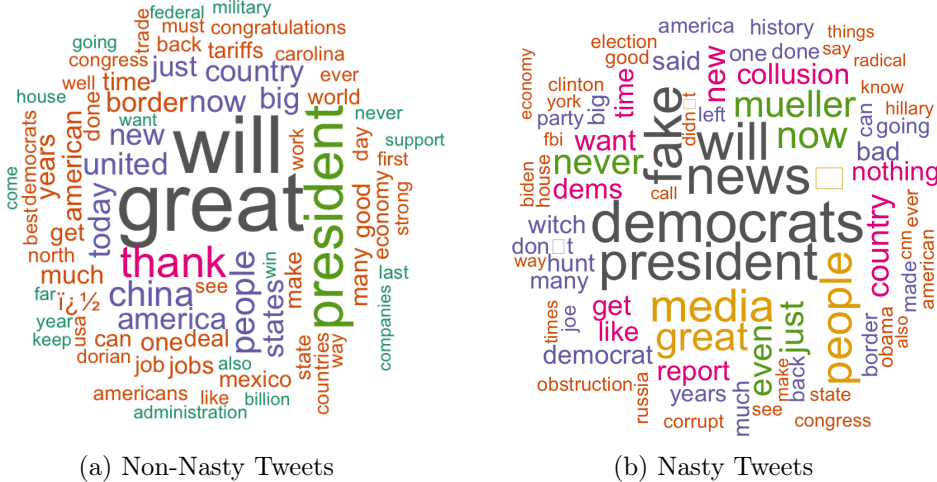 federal military
trade must congratulations
going back tariffs carolina
congress just country ever
well time border now big world
house done want never
democrats years american new will work president day support
best united great first
come today good economy strong
get thank many
north people win last
much see make
far.. ï¿½ china states companies
year usa america
keep can one deal state countries way
dorian job jobs also
mexico
americans like billion
administration
america history
election things
good said one done say
economy clinton time new collusion radical
york big fake didn□t left mueller know
party can hillary
fbi want will now going
never bad
biden house dems call news □ nothing
witch democrats country ever
don□t cnn american
way hunt president people made
many
times joe get media border obama also
like great even just
democrat
report make back
obstruction years much see state
russia corrupt congress
(a) Non-Nasty Tweets
(b) Nasty Tweets